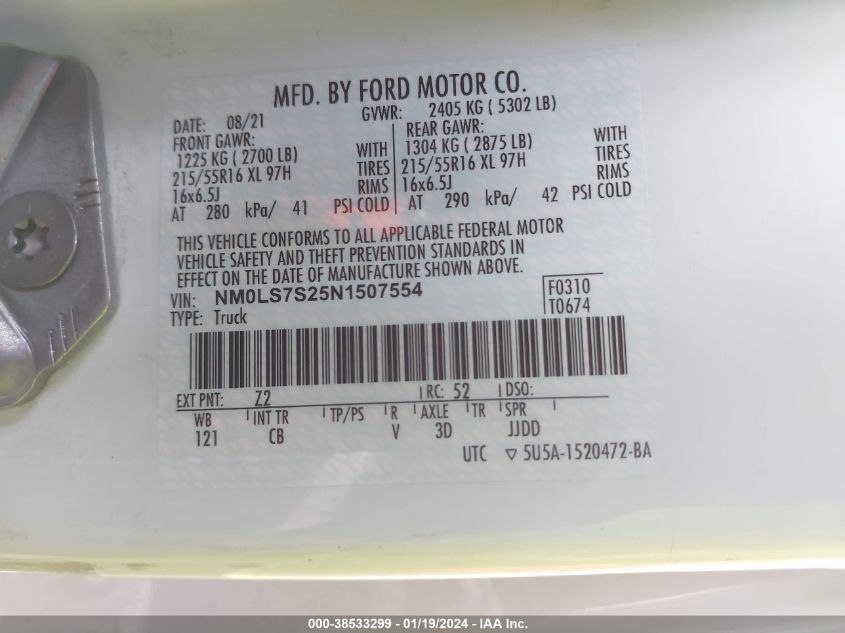 MFD. BY FORD MOTOR CO.
DATE: 08/21 GVWR: 2405 KG ( 5302 LB)
FRONT GAWR: REAR GAWR:
1225 KG ( 2700 LB) WITH 1304 KG ( 2875 LB) WITH
215/55R16 XL 97H TIRES 215/55R16 XL 97H TIRES
16x6.5J RIMS 16x6.5J RIMS
AT 280 kPa/ 41 PSI COLD AT 290 kPa/ 42 PSI COLD
THIS VEHICLE CONFORMS TO ALL APPLICABLE FEDERAL MOTOR
VEHICLE SAFETY AND THEFT PREVENTION STANDARDS IN
EFFECT ON THE DATE OF MANUFACTURE SHOWN ABOVE.
VIN: NM0LS7S25N1507554 F0310
TYPE: Truck T0674
EXT PNT: Z2 RC: 52 DSO:
WB INT TR TP/PS R AXLE TR SPR
121 CB V 3D JJDD
UTC ▽ 5U5A-1520472-BA
000-38533299 - 01/19/2024 - IAA, Inc.